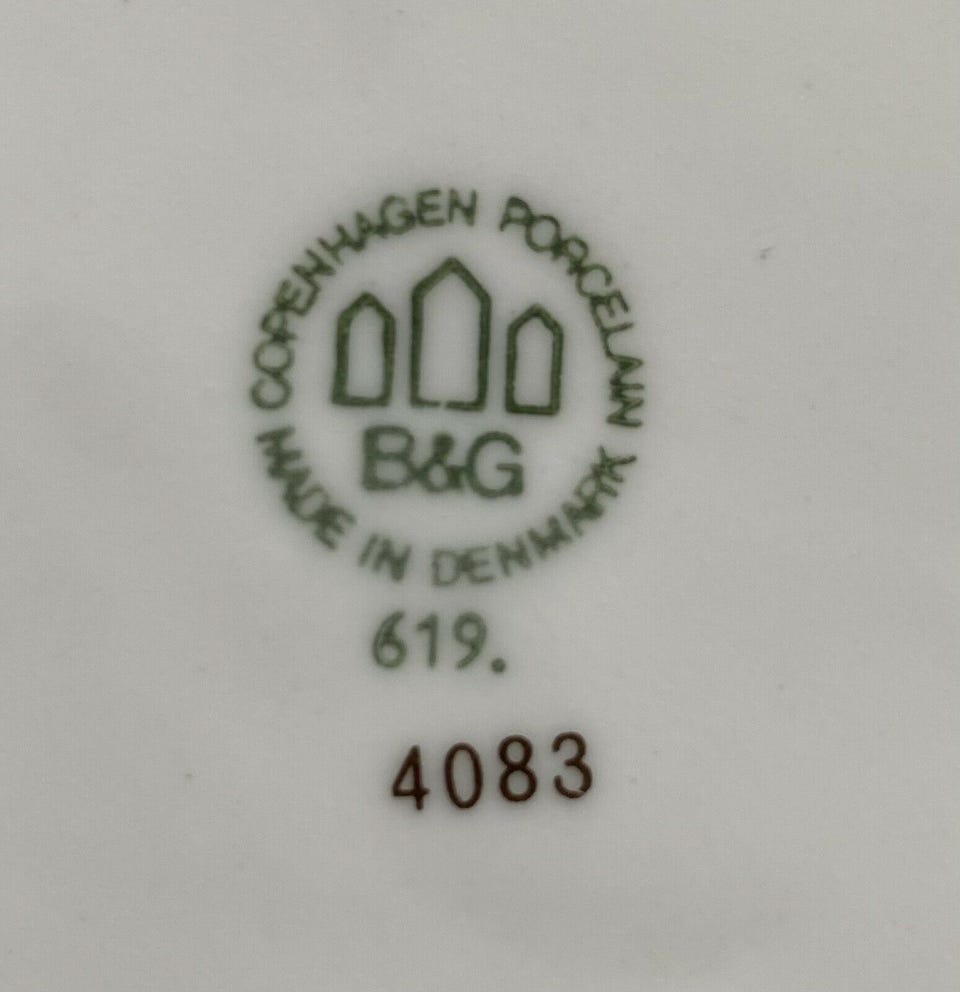 COPENHAGEN PORCELAIN
B&G
MADE IN DENMARK
619.
4083